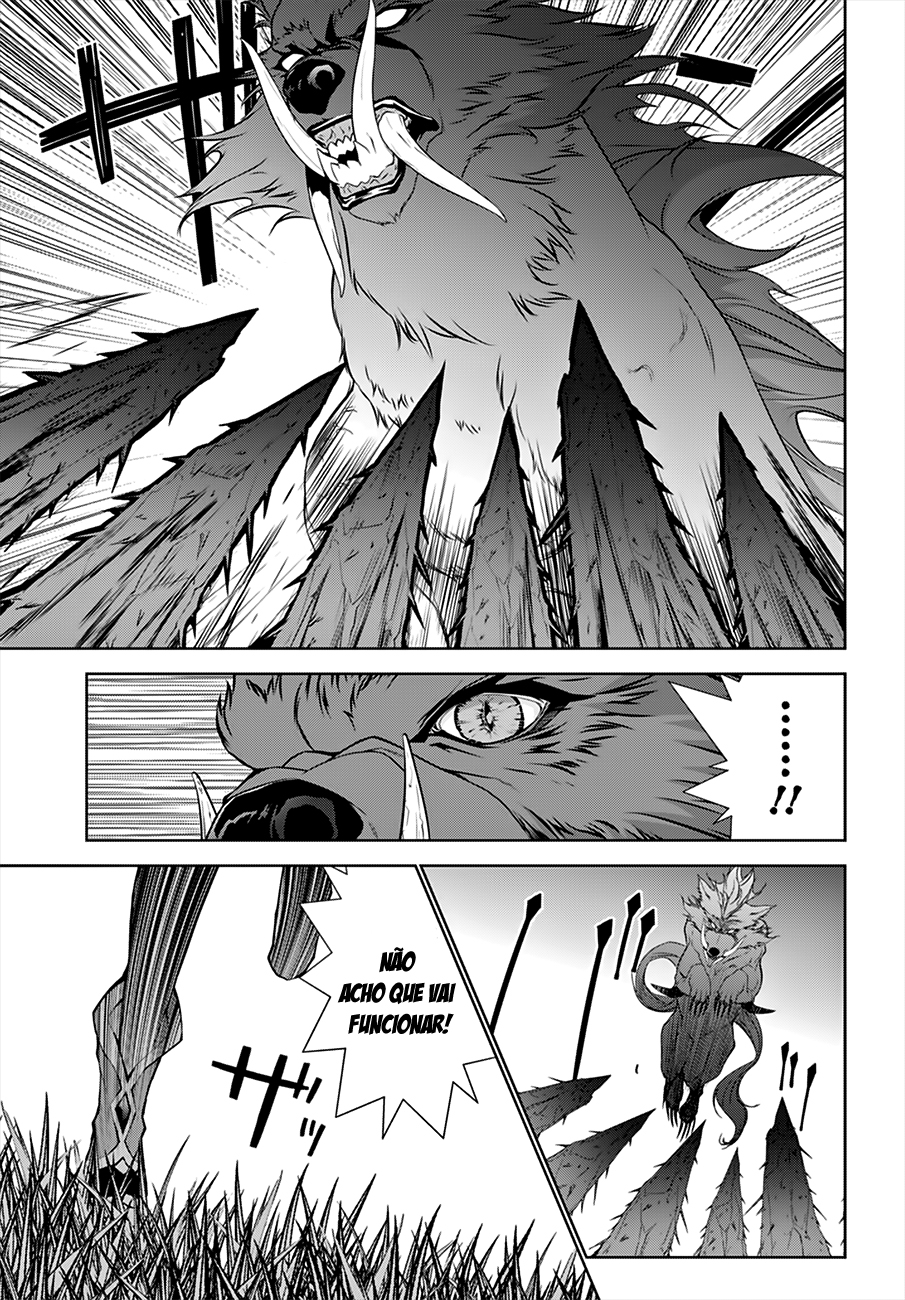 ......!!
NÃO
ACHO QUE VAI
FUNCIONAR!